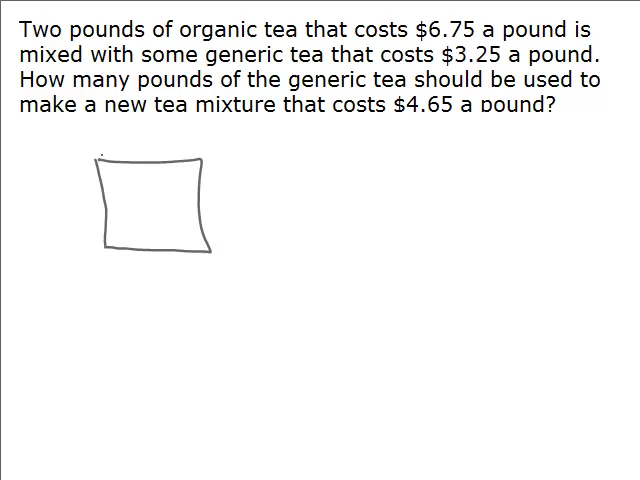 Two pounds of organic tea that costs $6.75 a pound is
mixed with some generic tea that costs $3.25 a pound.
How many pounds of the generic tea should be used to
make a new tea mixture that costs $4.65 a pound?